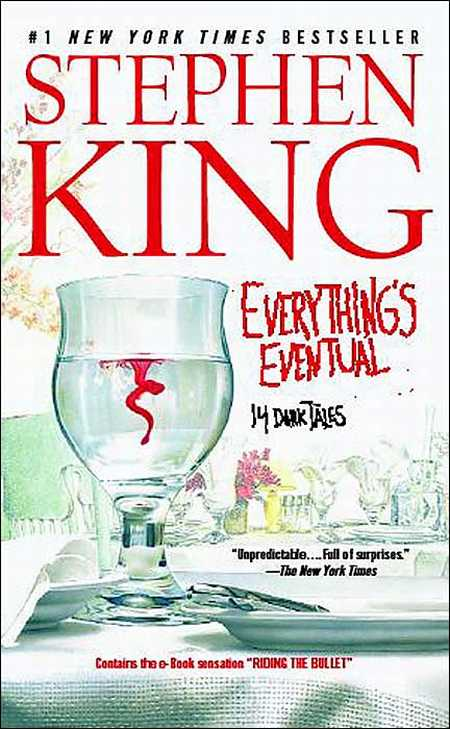 #1 NEW YORK TIMES BESTSELLER
STEPHEN
KING
EVERYTHING'S
EVENTUAL
14 DARK TALES
"Unpredictable.... Full of surprises."
—The New York Times
Contains the e-Book sensation "RIDING THE BULLET"